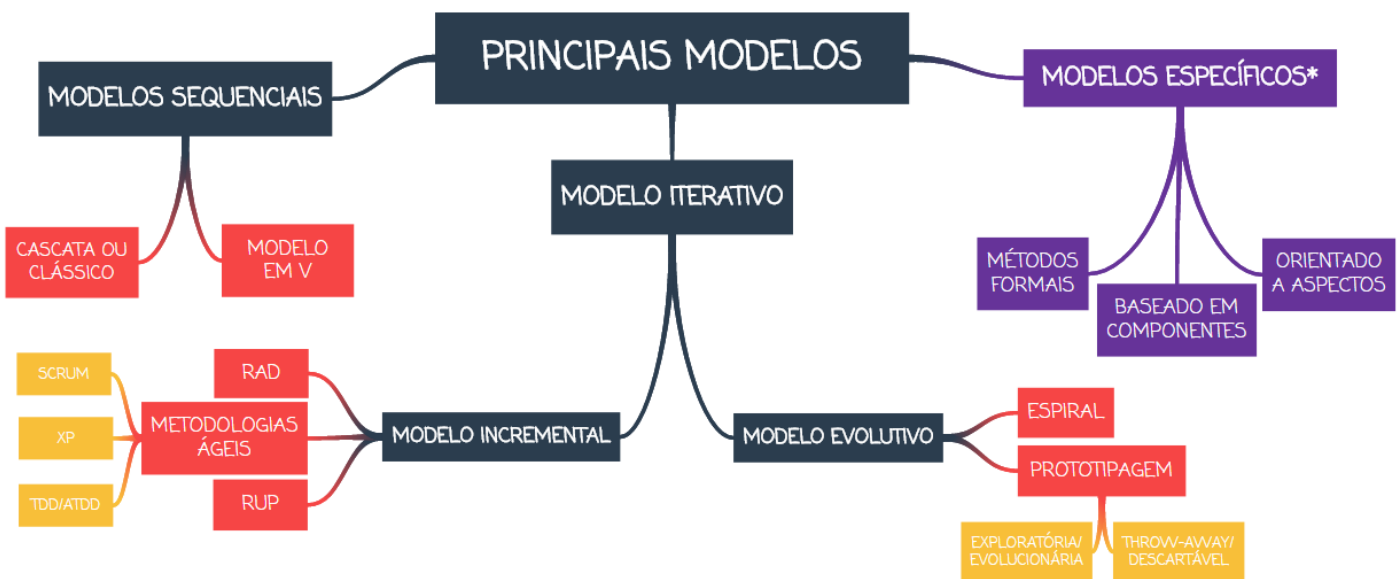 PRINCIPAIS MODELOS
MODELOS SEQUENCIAIS
MODELOS ESPECÍFICOS*
MODELO ITERATIVO
CASCATA OU
CLÁSSICO
MODELO
EM V
MÉTODOS
FORMAIS
BASEADO EM
COMPONENTES
ORIENTADO
A ASPECTOS
SCRUM
XP
TDD/ATDD
METODOLOGIAS
ÁGEIS
RAD
RUP
MODELO INCREMENTAL
MODELO EVOLUTIVO
ESPIRAL
PROTOTIPAGEM
EXPLORATÓRIA/
EVOLUCIONÁRIA
THROW-AWAY/
DESCARTÁVEL